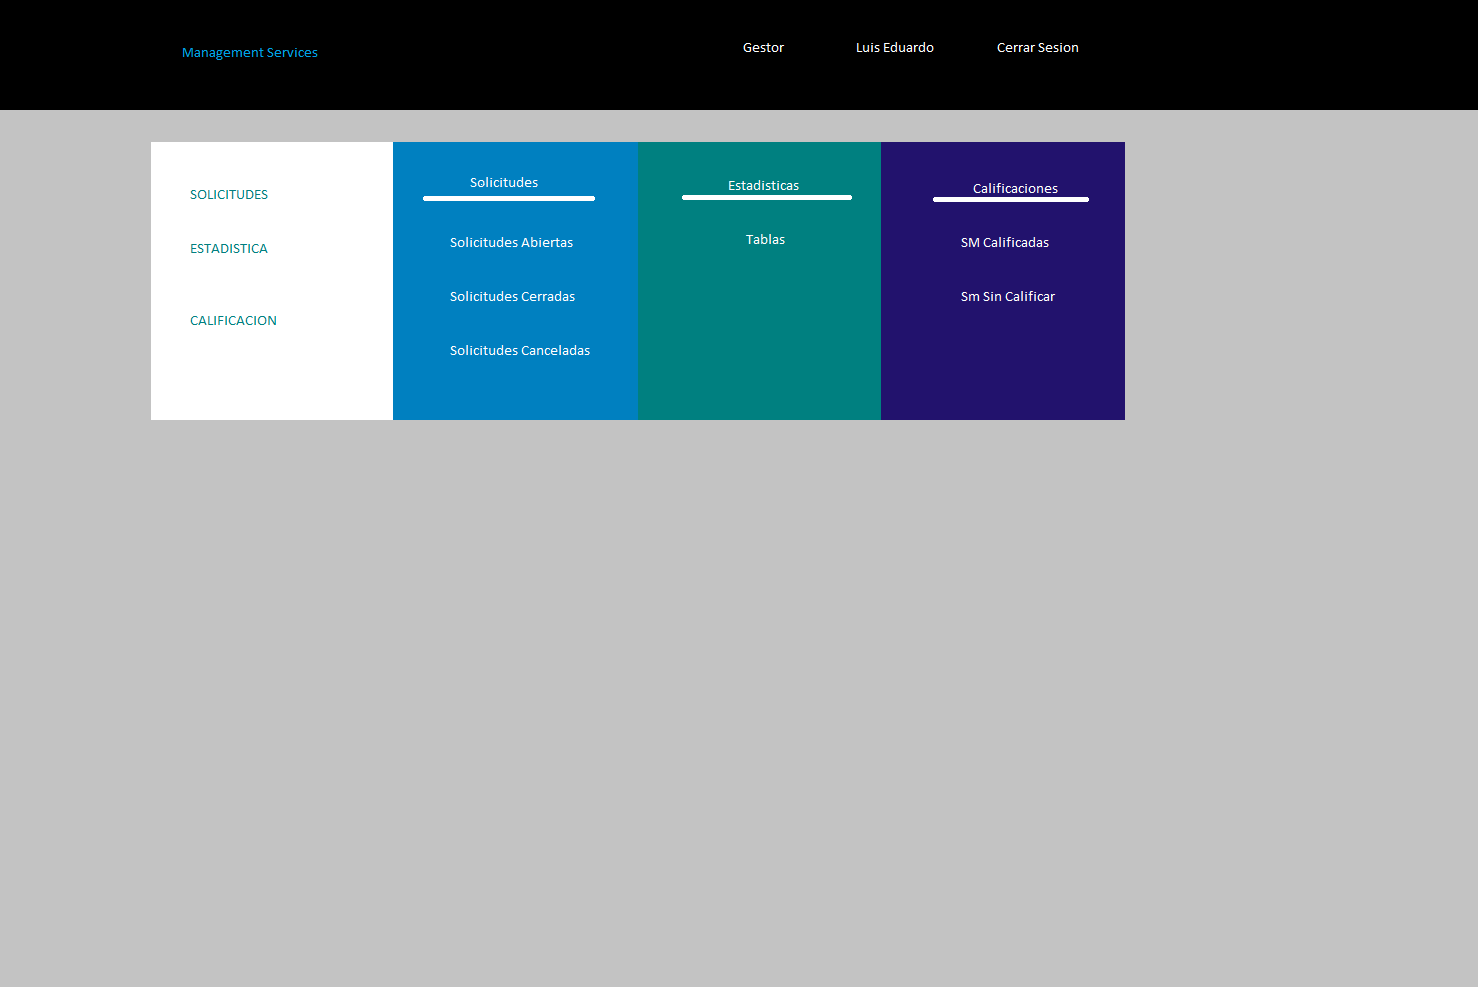 Management Services
Gestor
Luis Eduardo
Cerrar Sesion
SOLICITUDES
ESTADISTICA
CALIFICACION
Solicitudes
Solicitudes Abiertas
Solicitudes Cerradas
Solicitudes Canceladas
Estadisticas
Tablas
Calificaciones
SM Calificadas
Sm Sin Calificar